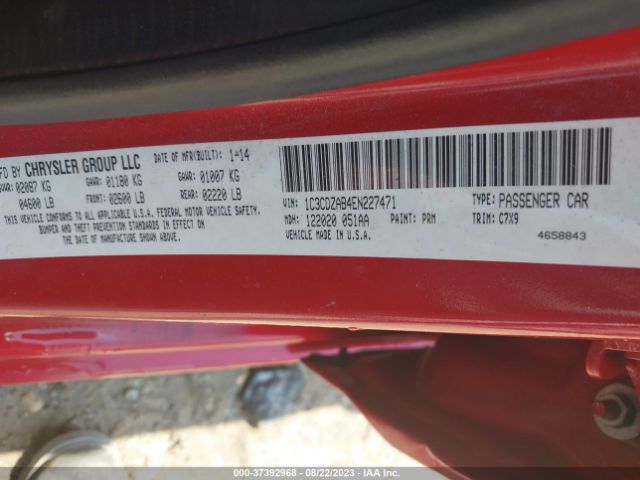 FD BY CHRYSLER GROUP LLC DATE OF MFR(BUILT): 1-14
GAWR: 01180 KG GAWR: 01007 KG
02087 KG
04600 LB FRONT: 02600 LB REAR: 02220 LB
THIS VEHICLE CONFORMS TO ALL APPLICABLE U.S.A. FEDERAL MOTOR VEHICLE SAFETY,
BUMPER AND THEFT PREVENTION STANDARDS IN EFFECT ON
THE DATE OF MANUFACTURE SHOWN ABOVE.
VIN: 1C3CDZAB4EN227471 TYPE: PASSENGER CAR
MDH: 122020 051AA PAINT: PRM TRIM: C7X9
VEHICLE MADE IN U.S.A. 4658843
000-37392968 - 08/22/2023 - IAA Inc.